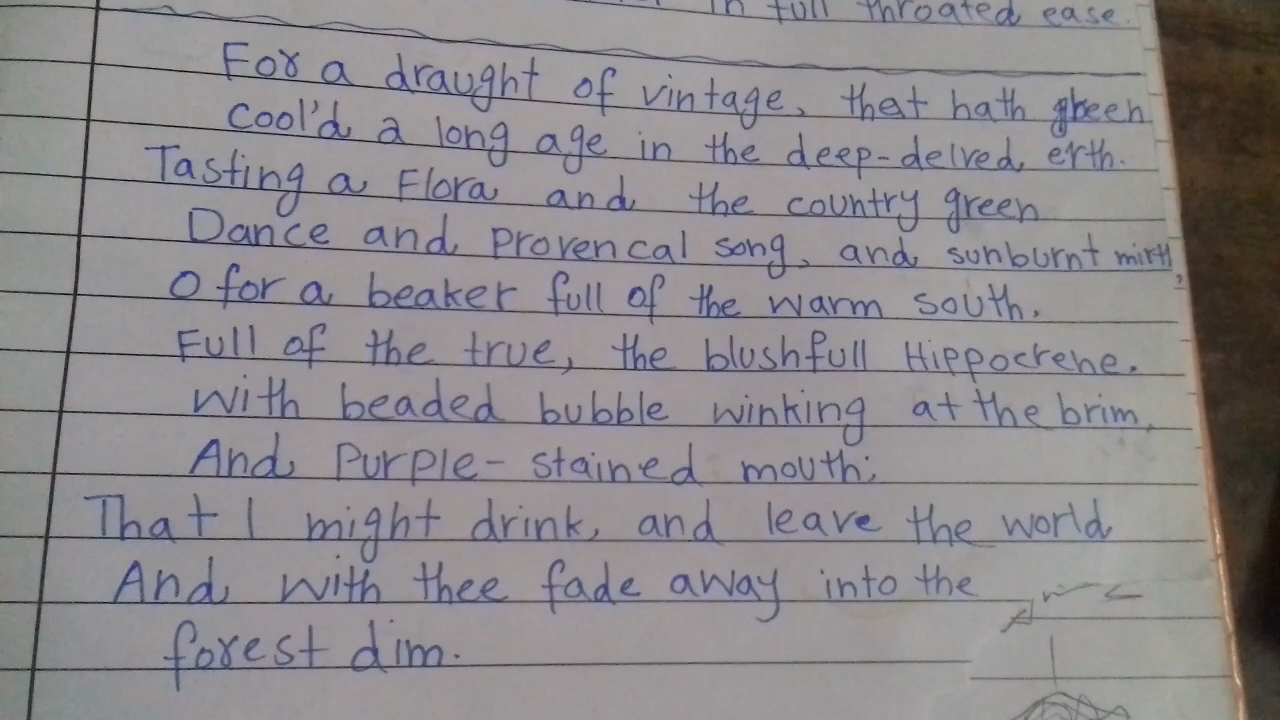 in full throated ease.
For a draught of vintage, that hath been
Cool'd a long age in the deep-delved erth.
Tasting a Flora and the country green
Dance and Provencal song, and sunburnt mirth,
O for a beaker full of the warm south.
Full of the true, the blushfull Hippocrene.
With beaded bubble winking at the brim,
And Purple-stained mouth;
That I might drink, and leave the world
And with thee fade away into the
forest dim.